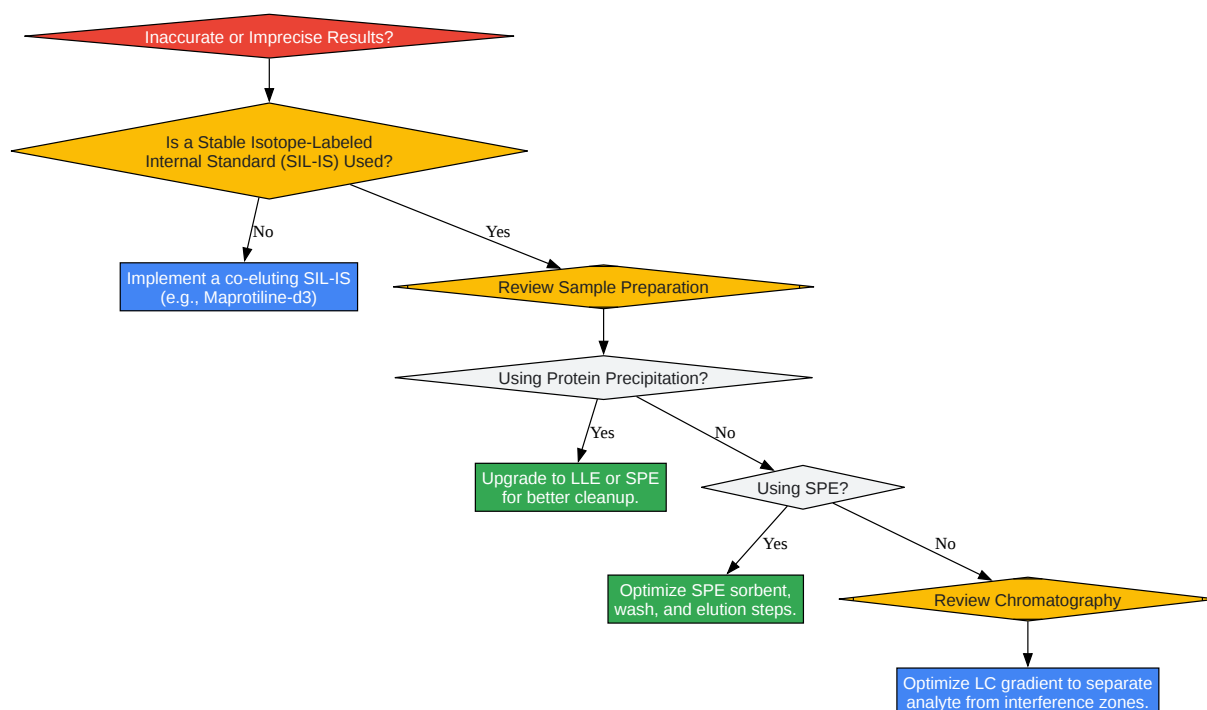 Inaccurate or Imprecise Results?
Is a Stable Isotope-Labeled
Internal Standard (SIL-IS) Used?
No
Yes
Implement a co-eluting SIL-IS
(e.g., Maprotiline-d3)
Review Sample Preparation
Using Protein Precipitation?
Yes
No
Upgrade to LLE or SPE
for better cleanup.
Using SPE?
Yes
No
Optimize SPE sorbent,
wash, and elution steps.
Review Chromatography
Optimize LC gradient to separate
analyte from interference zones.